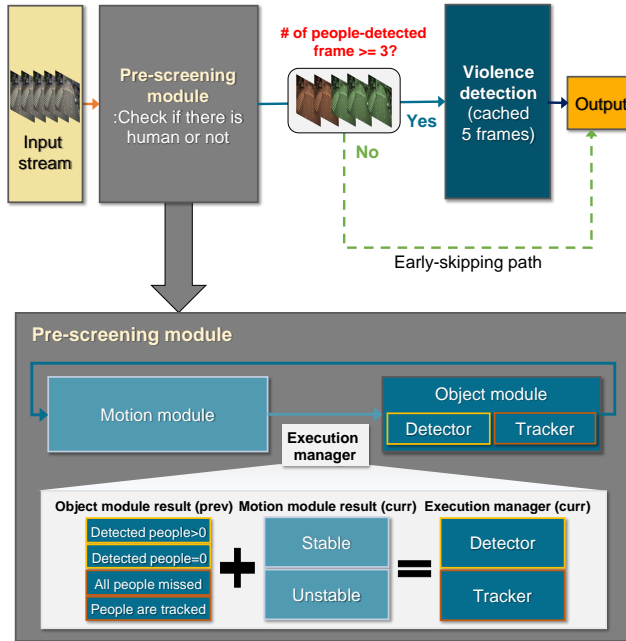 # of people-detected
frame >= 3?
Pre-screening
module
:Check if there is
human or not
Violence
detection
(cached
5 frames)
Output
Input
stream
Yes
No
Early-skipping path
Pre-screening module
Motion module
Object module
Detector
Tracker
Execution
manager
Object module result (prev)
Motion module result (curr)
Execution manager (curr)
Detected people>0
Detected people=0
All people missed
People are tracked
+
Stable
Unstable
=
Detector
Tracker